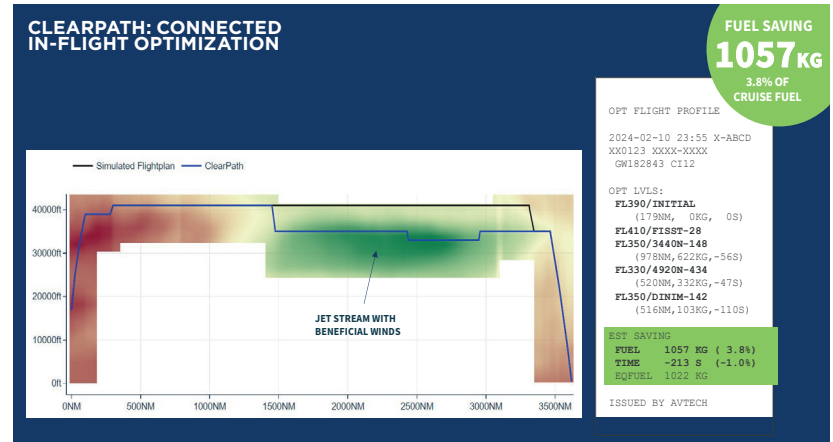 CLEARPATH: CONNECTED
IN-FLIGHT OPTIMIZATION
FUEL SAVING
1057KG
3.8% OF
CRUISE FUEL
Simulated Flightplan
ClearPath
40000ft
30000ft
20000ft
10000ft
0ft
0NM
500NM
1000NM
1500NM
2000NM
2500NM
3000NM
3500NM
JET STREAM WITH
BENEFICIAL WINDS
OPT FLIGHT PROFILE
2024-02-10 23:55 X-ABCD
XX0123 XXXX-XXXX
GW182843 CI12
OPT LVLS:
FL390/INITIAL
(179NM, 0KG, 0S)
FL410/FISST-28
FL350/3440N-148
(978NM,622KG,-56S)
FL330/4920N-434
(520NM,332KG,-47S)
FL350/DINIM-142
(516NM,103KG,-110S)
EST SAVING
FUEL 1057 KG ( 3.8%)
TIME -213 S (-1.0%)
EQFUEL 1022 KG
ISSUED BY AVTECH